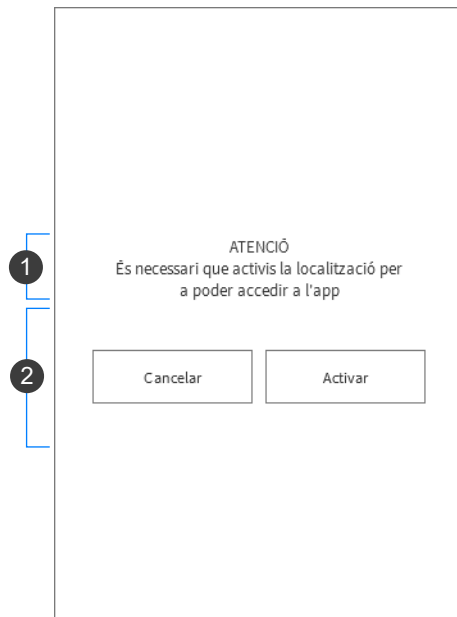 ATENCIÓ
1
És necessari que activis la localització per
a poder accedir a l'app
2
Cancelar
Activar